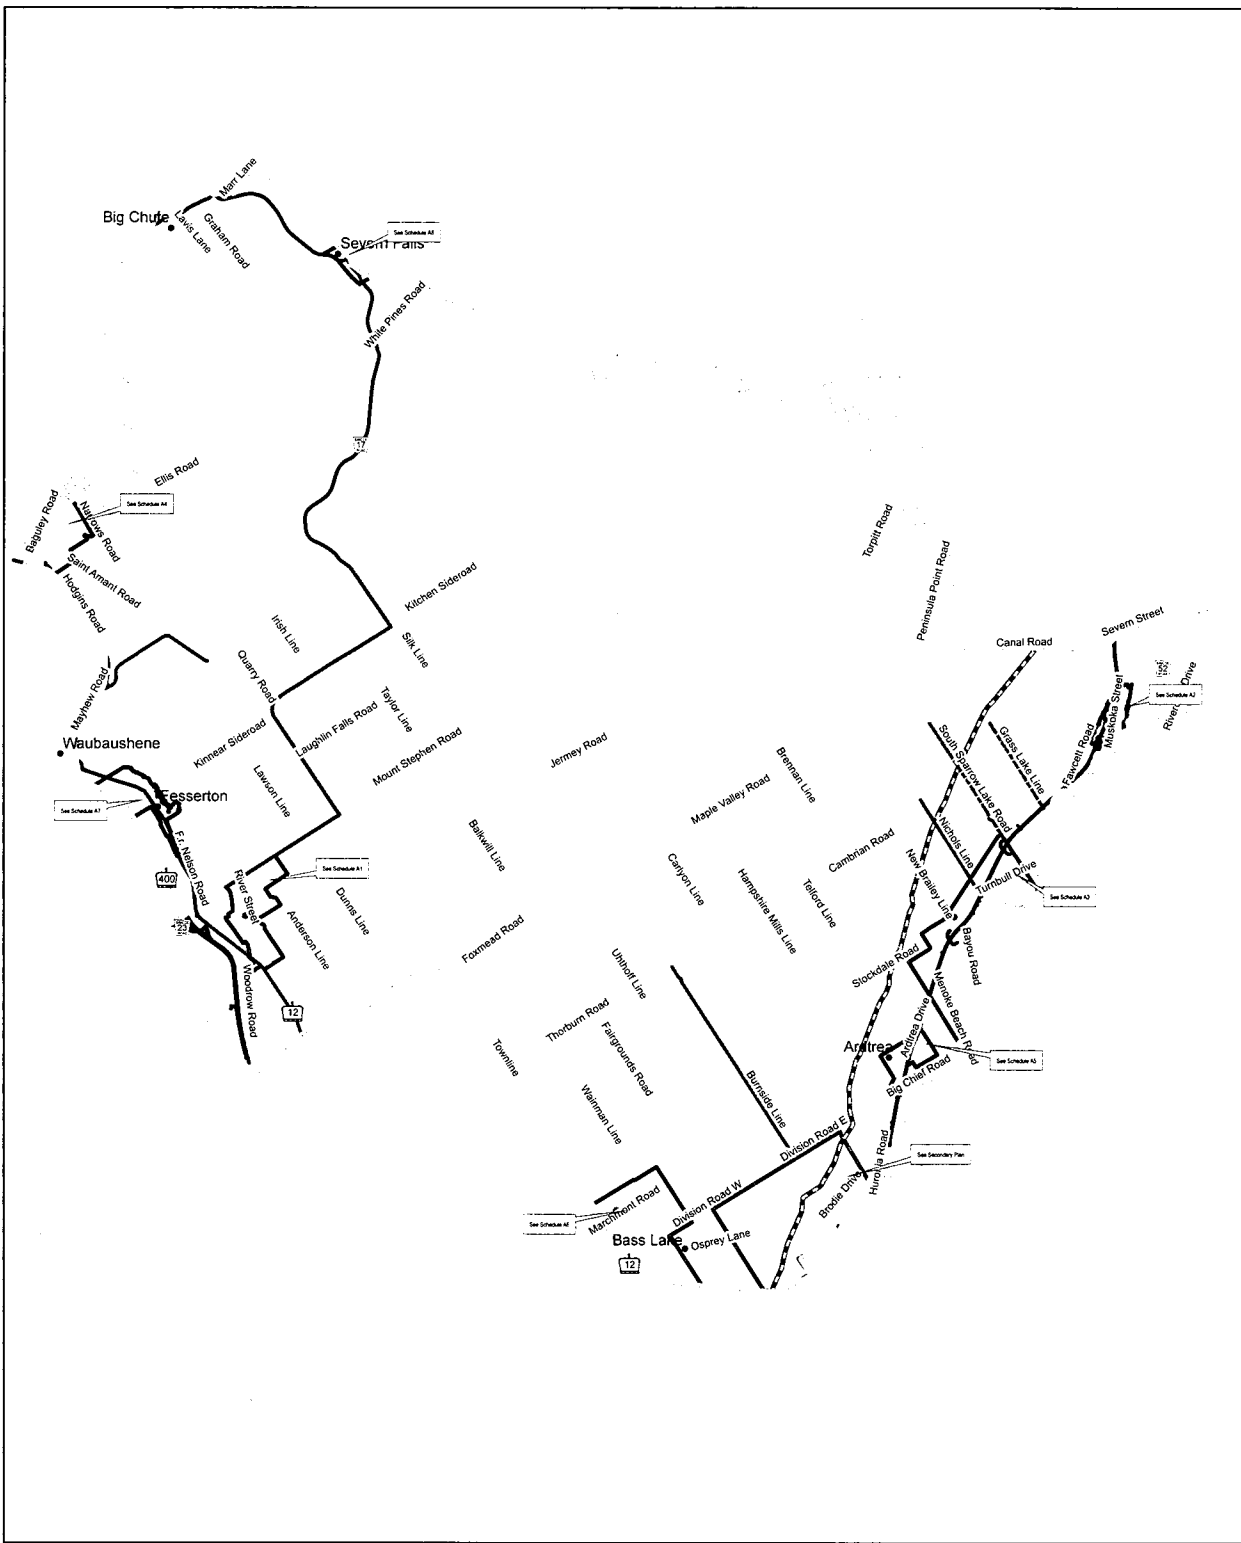 Marr Lane
Big Chute
Lavis Lane
Graham Road
See Schedule A8
Severn Falls
White Pines Road
17
Ellis Road
See Schedule A4
Baguley Road
Narrows Road
Saint Amant Road
Hodgins Road
Torpitt Road
Peninsula Point Road
Kitchen Sideroad
Irish Line
Silk Line
Severn Street
Canal Road
Quarry Road
Mayhew Road
Taylor Line
Muskoka Street
See Schedule A2
Drive
Kinnear Sideroad
Laughlin Falls Road
Waubaushene
Mount Stephen Road
Jermey Road
South Sparrow Lake Road
Grass Lake Line
Fawcett Road
Brennan Line
Maple Valley Road
Lawson Line
Fesserton
See Schedule A7
Nichols Line
Balkwill Line
Cambrian Road
F.r. Nelson Road
400
River Street
See Schedule A1
Carlyon Line
Hampshire Mills Line
Telford Line
New Brailey Line
Turnbull Drive
See Schedule A3
23
Dunns Line
Anderson Line
Foxmead Road
Uhthoff Line
Stockdale Road
Bayou Road
Woodrow Road
12
Thorburn Road
Fairgrounds Road
Menoke Beach Road
Townline
Ardtrea
Ardtrea Drive
See Schedule A5
Big Chief Road
Wainman Line
Burnside Line
Division Road E
See Secondary Plan
Huronia Road
Brodie Drive
Marchmont Road
Division Road W
See Schedule A6
Bass Lake
Osprey Lane
12